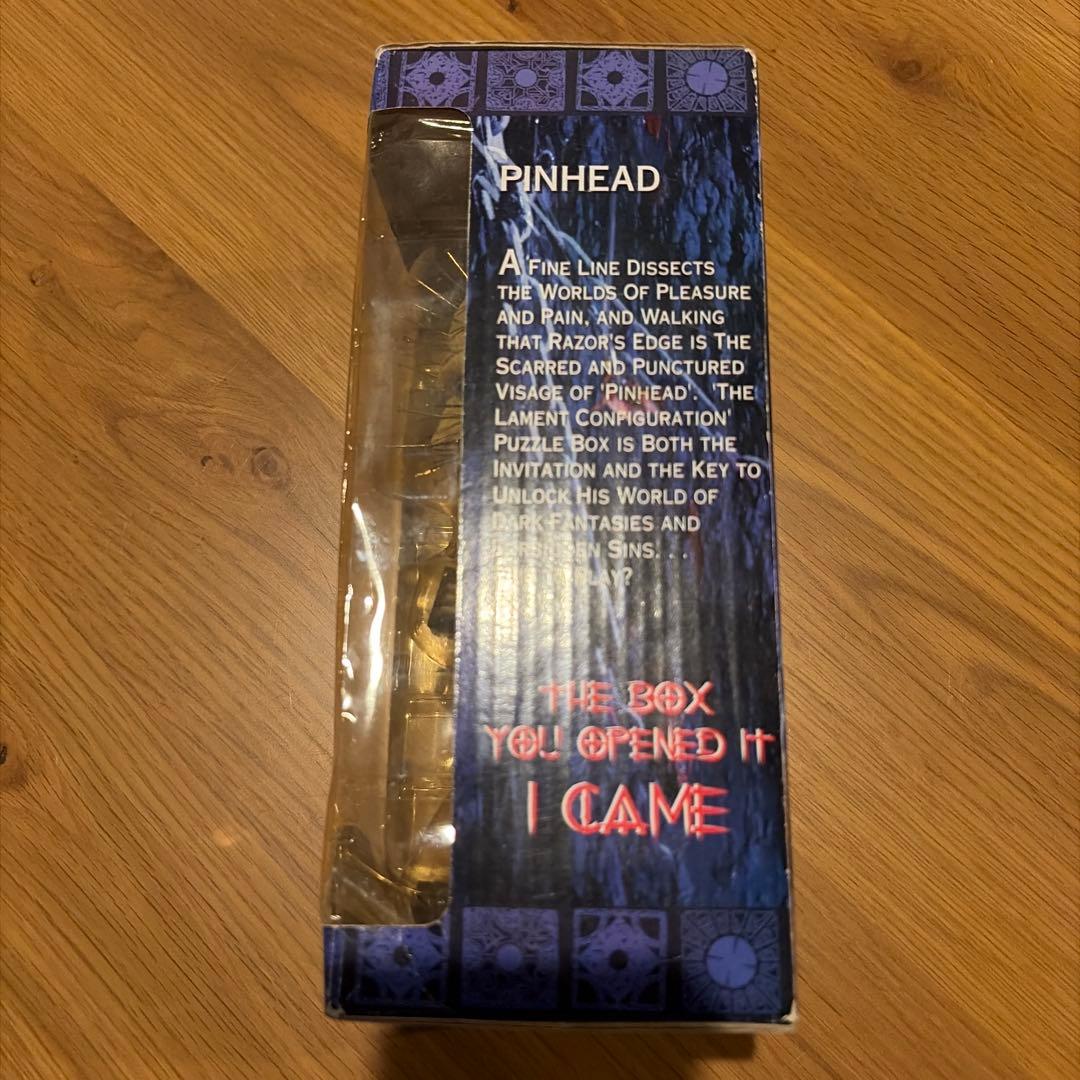 PINHEAD
A FINE LINE DISSECTS
THE WORLDS OF PLEASURE
AND PAIN, AND WALKING
THAT RAZOR'S EDGE IS THE
SCARRED AND PUNCTURED
VISAGE OF 'PINHEAD'. 'THE
LAMENT CONFIGURATION'
PUZZLE BOX IS BOTH THE
INVITATION AND THE KEY TO
UNLOCK HIS WORLD OF
DARK FANTASIES AND
SINS. . .
PLAY?
THE BOX
YOU OPENED IT
I CAME